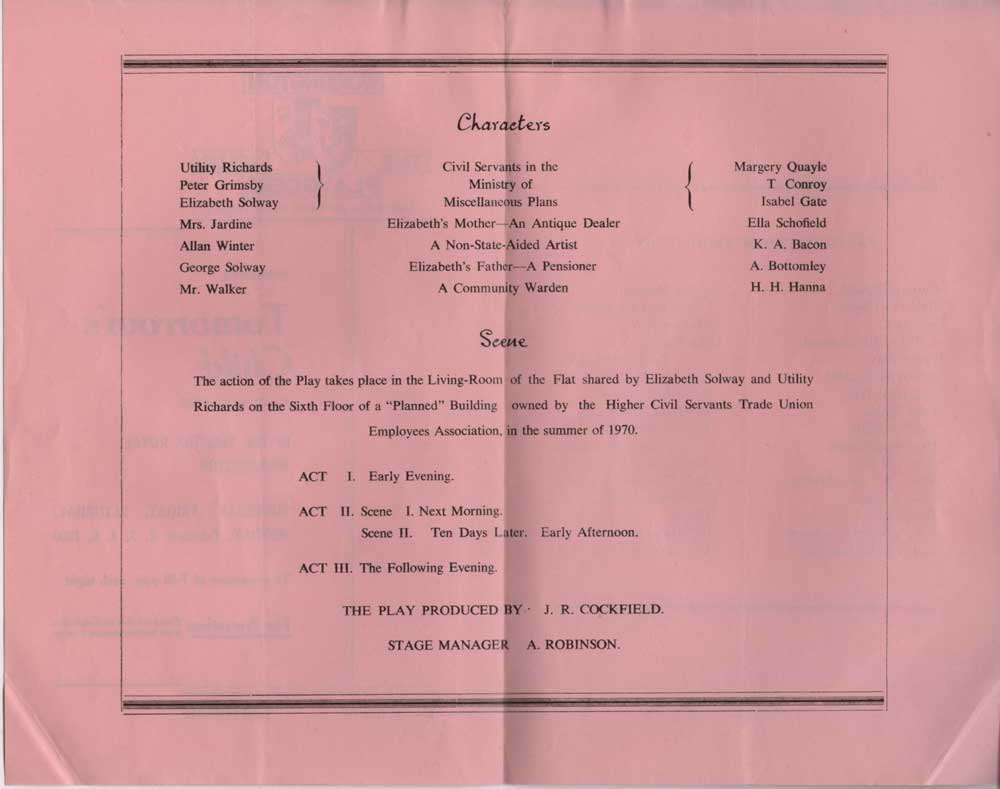 Characters
Utility Richards } Civil Servants in the { Margery Quayle
Peter Grimsby Ministry of T Conroy
Elizabeth Solway Miscellaneous Plans Isabel Gate
Mrs. Jardine Elizabeth's Mother—An Antique Dealer Ella Schofield
Allan Winter A Non-State-Aided Artist K. A. Bacon
George Solway Elizabeth's Father—A Pensioner A. Bottomley
Mr. Walker A Community Warden H. H. Hanna
Scene
The action of the Play takes place in the Living-Room of the Flat shared by Elizabeth Solway and Utility
Richards on the Sixth Floor of a "Planned" Building owned by the Higher Civil Servants Trade Union
Employees Association, in the summer of 1970.
ACT I. Early Evening.
ACT II. Scene I. Next Morning.
Scene II. Ten Days Later. Early Afternoon.
ACT III. The Following Evening.
THE PLAY PRODUCED BY · J. R. COCKFIELD.
STAGE MANAGER A. ROBINSON.